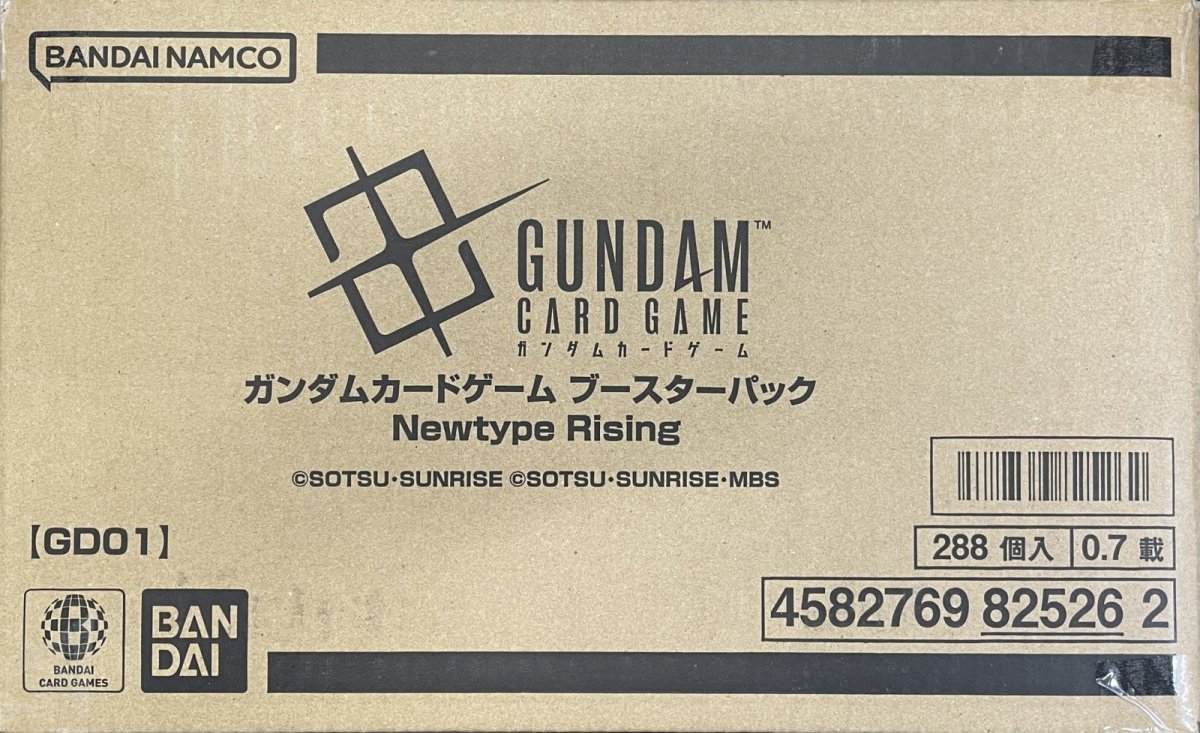 BANDAI NAMCO
GUNDAM™
CARD GAME
ガンダムカードゲーム
ガンダムカードゲーム ブースターパック
Newtype Rising
©SOTSU・SUNRISE ©SOTSU・SUNRISE・MBS
【GD01】
288 個入
0.7 載
4582769 82526 2
BANDAI
CARD GAMES
BAN
DAI